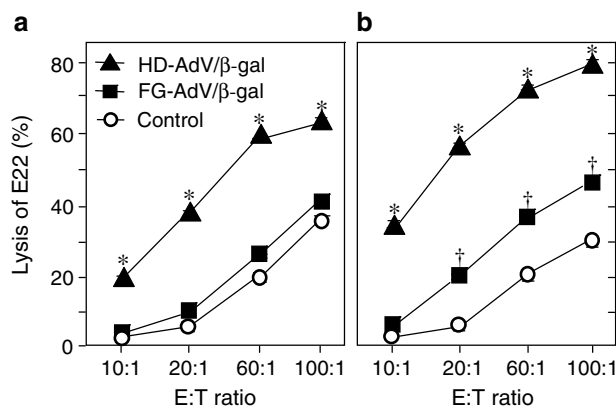 a
b
80
60
40
20
0
Lysis of E22 (%)
HD-AdV/β-gal
FG-AdV/β-gal
Control
* * * *
* * * *
† † †
10:1 20:1 60:1 100:1
10:1 20:1 60:1 100:1
E:T ratio
E:T ratio